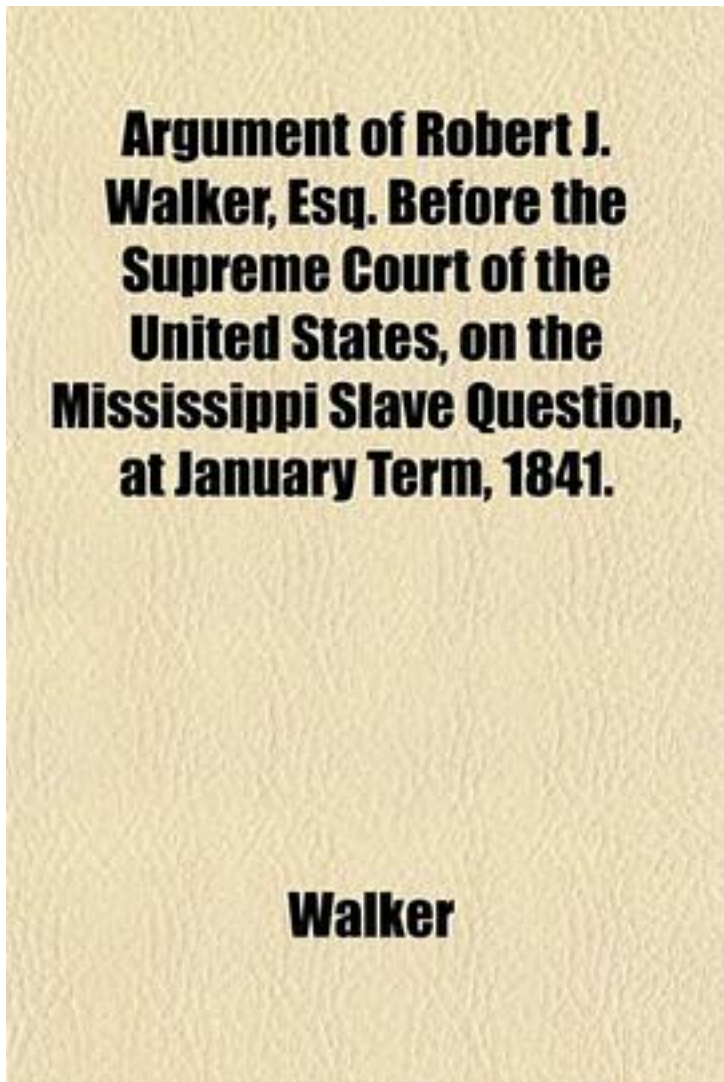 Argument of Robert J.
Walker, Esq. Before the
Supreme Court of the
United States, on the
Mississippi Slave Question,
at January Term, 1841.
Walker